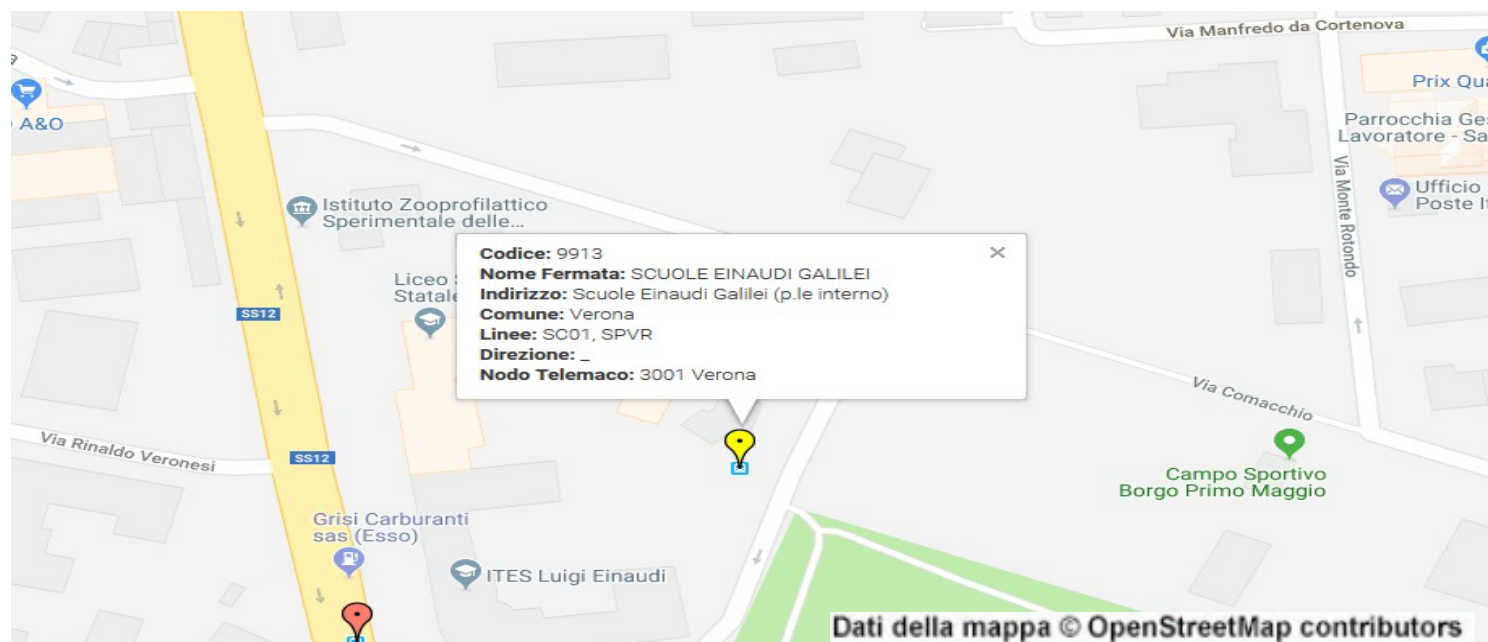 Via Manfredo da Cortenova
Prix Qua
A&O
Parrocchia Ges
Lavoratore - Sa
Via Monte Rotondo
Ufficio
Poste It
Istituto Zooprofilattico
Sperimentale delle...
Codice: 9913
Nome Fermata: SCUOLE EINAUDI GALILEI
Indirizzo: Scuole Einaudi Galilei (p.le interno)
Comune: Verona
Linee: SC01, SPVR
Direzione: _
Nodo Telemaco: 3001 Verona
Liceo
Statale
SS12
Via Comacchio
Via Rinaldo Veronesi
SS12
Campo Sportivo
Borgo Primo Maggio
Grisi Carburanti
sas (Esso)
ITES Luigi Einaudi
Dati della mappa © OpenStreetMap contributors